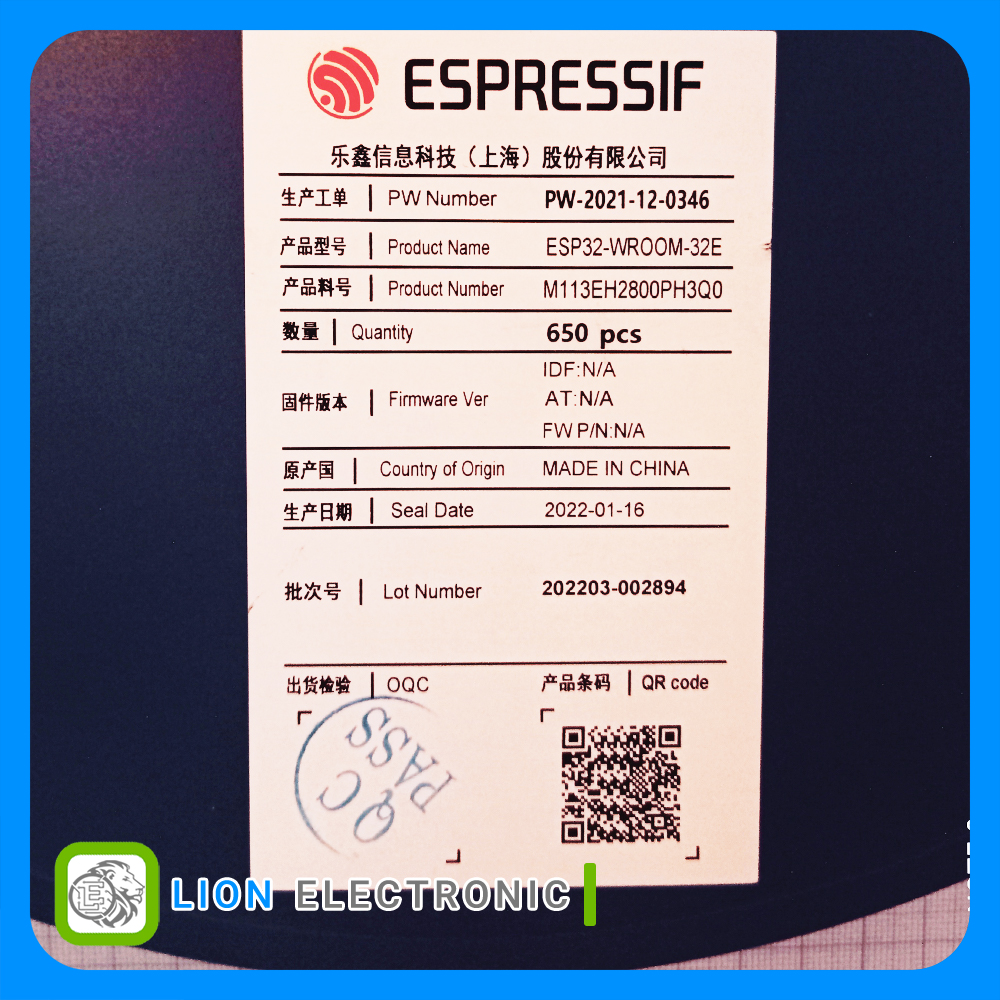 ESPRESSIF
乐鑫信息科技（上海）股份有限公司
生产工单 | PW Number PW-2021-12-0346
产品型号 | Product Name ESP32-WROOM-32E
产品料号 | Product Number M113EH2800PH3Q0
数量 | Quantity 650 pcs
IDF:N/A
固件版本 | Firmware Ver AT:N/A
FW P/N:N/A
原产国 | Country of Origin MADE IN CHINA
生产日期 | Seal Date 2022-01-16
批次号 | Lot Number 202203-002894
出货检验 | OQC 产品条码 | QR code
QC
PASS
LE
LION ELECTRONIC